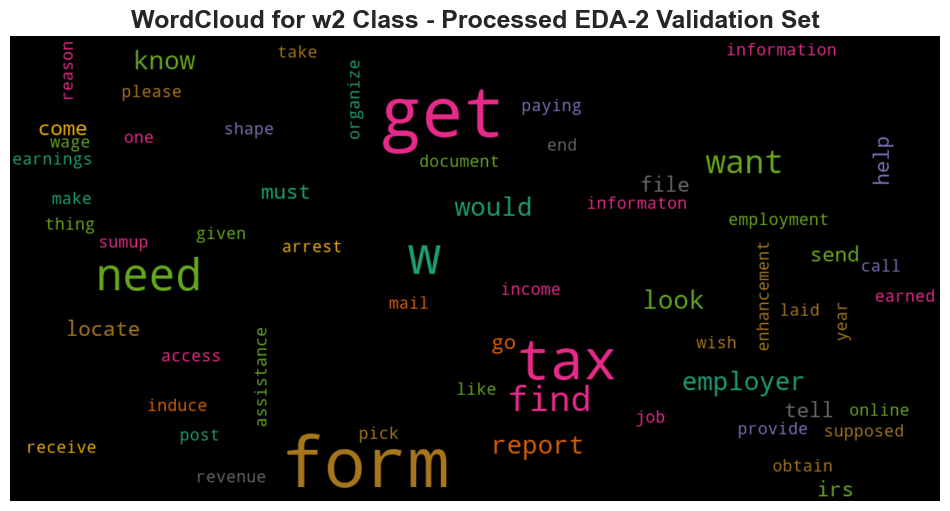 WordCloud for w2 Class - Processed EDA-2 Validation Set
reason
know
take
information
please
organize
get
paying
come
wage
one
shape
earnings
document
end
want
help
file
make
must
would
informaton
thing
given
employment
sumup
arrest
w
need
send
call
enhancement
income
mail
look
laid
year
earned
locate
go
wish
access
assistance
tax
like
find
employer
induce
job
tell
online
post
pick
provide
supposed
receive
form
report
revenue
obtain
irs